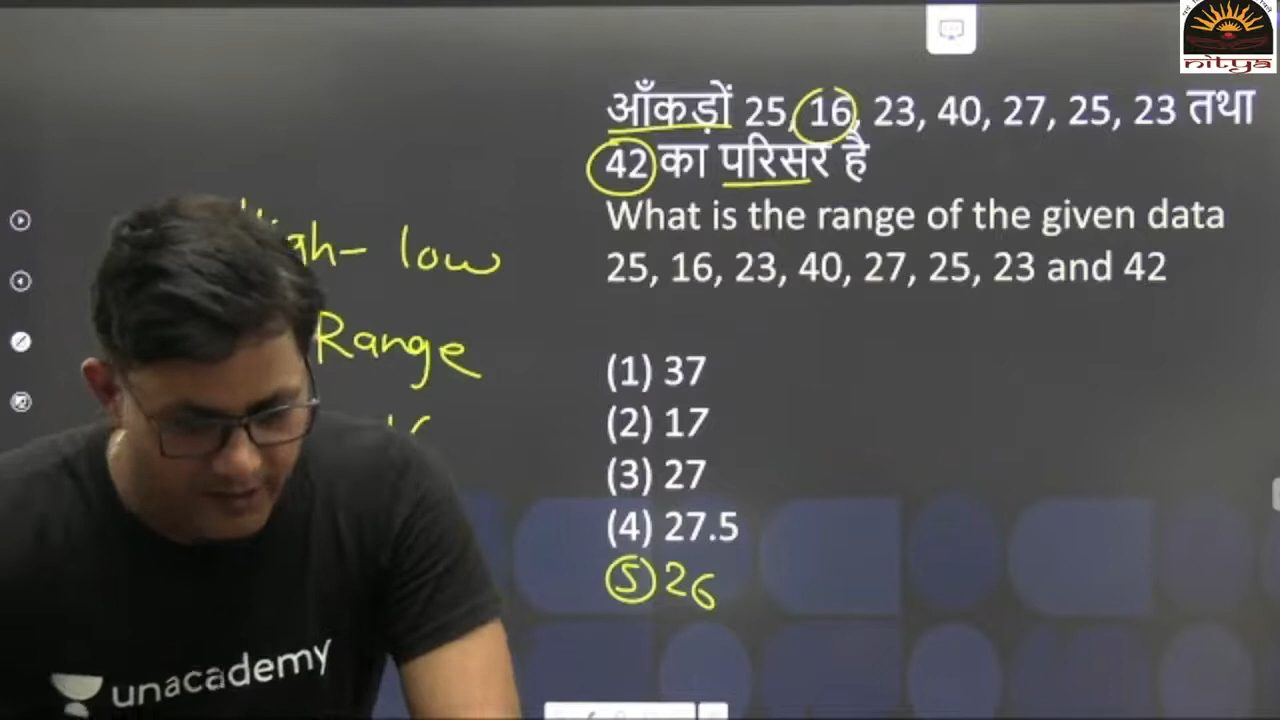 nitya
आँकड़ों 25, 16, 23, 40, 27, 25, 23 तथा
42 का परिसर है
What is the range of the given data
25, 16, 23, 40, 27, 25, 23 and 42
High- low
Range
(1) 37
(2) 17
(3) 27
(4) 27.5
(5) 26
unacademy